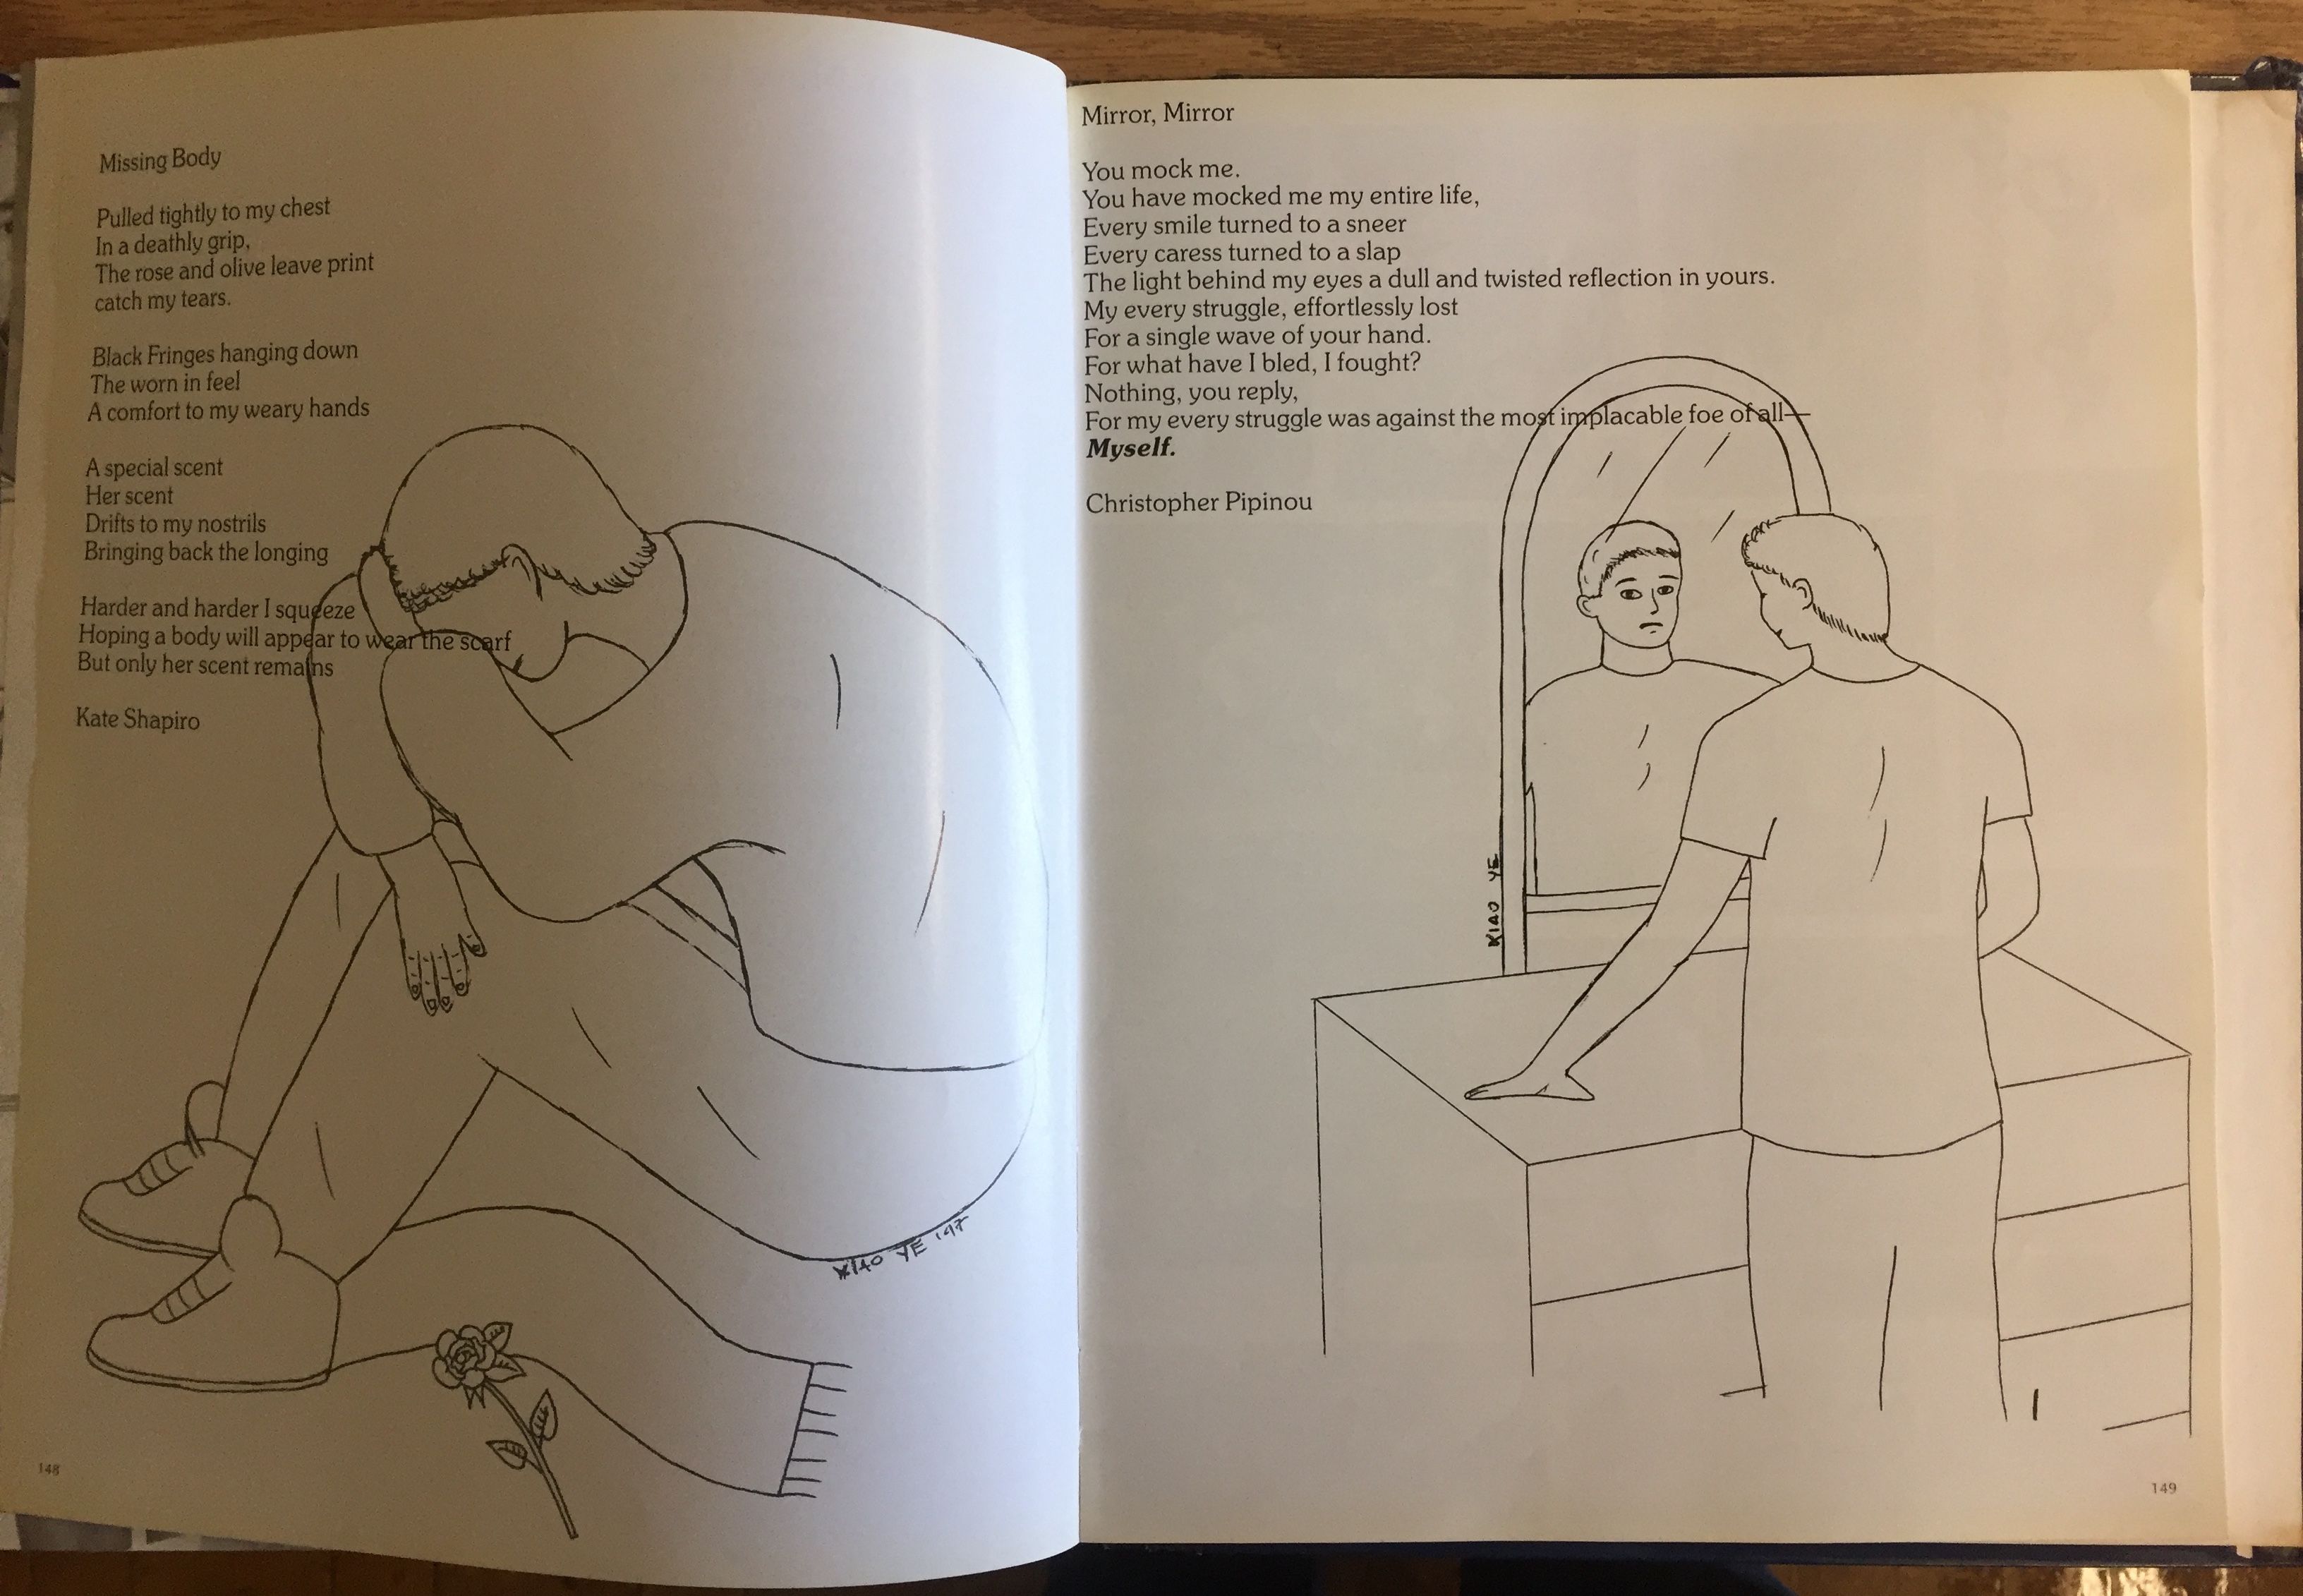 Missing Body
Pulled tightly to my chest
In a deathly grip,
The rose and olive leave print
catch my tears.
Black Fringes hanging down
The worn in feel
A comfort to my weary hands
A special scent
Her scent
Drifts to my nostrils
Bringing back the longing
Harder and harder I squeeze
Hoping a body will appear to wear the scarf
But only her scent remains
Kate Shapiro
XIAO YE '97
148
Mirror, Mirror
You mock me.
You have mocked me my entire life,
Every smile turned to a sneer
Every caress turned to a slap
The light behind my eyes a dull and twisted reflection in yours.
My every struggle, effortlessly lost
For a single wave of your hand.
For what have I bled, I fought?
Nothing, you reply,
For my every struggle was against the most implacable foe of all—
Myself.
Christopher Pipinou
XIAO YE
149